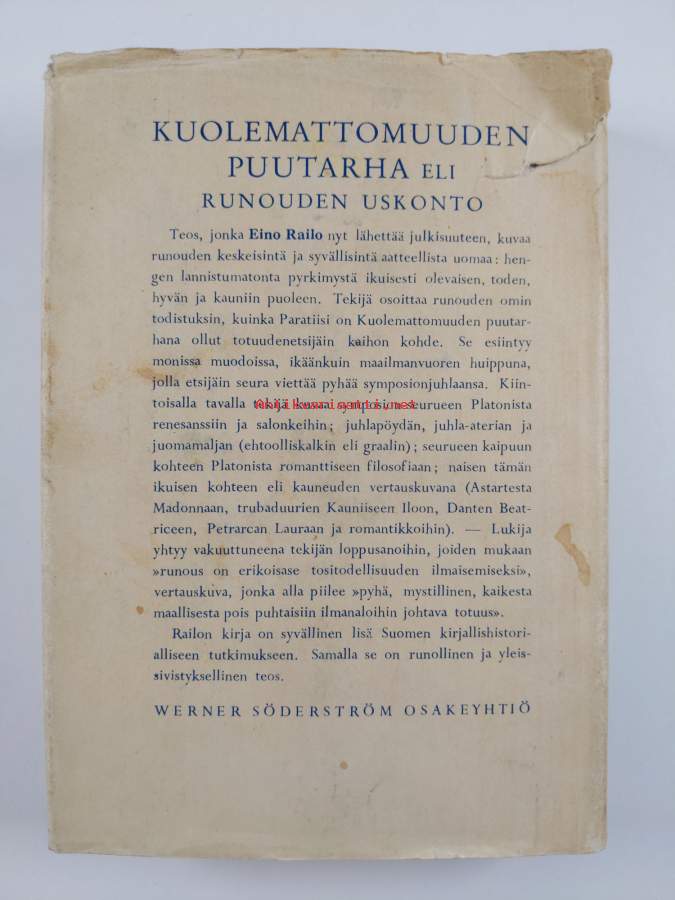 KUOLEMATTOMUUDEN
PUUTARHA ELI
RUNOUDEN USKONTO
Teos, jonka Eino Railo nyt lähettää julkisuuteen, kuvaa
runouden keskeisintä ja syvällisintä aatteellista uomaa: hen-
gen lannistumatonta pyrkimystä ikuisesti olevaisen, toden,
hyvän ja kauniin puoleen. Tekijä osoittaa runouden omin
todistuksin, kuinka Paratiisi on Kuolemattomuuden puutar-
hana ollut totuudenetsijäin kaihon kohde. Se esiintyy
monissa muodoissa, ikäänkuin maailmanvuoren huippuna,
jolla etsijäin seura viettää pyhää symposionjuhlaansa. Kiin-
toisalla tavalla tekijä kuvaa symposion-seurueen Platonista
Antikvariaatti.net
renesanssiin ja salonkeihin; juhlapöydän, juhla-aterian ja
juomamaljan (ehtoolliskalkin eli graalin); seurueen kaipuun
kohteen Platonista romanttiseen filosofiaan; naisen tämän
ikuisen kohteen eli kauneuden vertauskuvana (Astartesta
Madonnaan, trubaduurien Kauniiseen Iloon, Danten Beat-
riceen, Petrarcan Lauraan ja romantikkoihin). — Lukija
yhtyy vakuuttuneena tekijän loppusanoihin, joiden mukaan
»runous on erikoisase tositodellisuuden ilmaisemiseksi»,
vertauskuva, jonka alla piilee »pyhä, mystillinen, kaikesta
maallisesta pois puhtaisiin ilmanaloihin johtava totuus».
Railon kirja on syvällinen lisä Suomen kirjallishistori-
alliseen tutkimukseen. Samalla se on runollinen ja yleis-
sivistyksellinen teos.
WERNER SÖDERSTRÖM OSAKEYHTIÖ